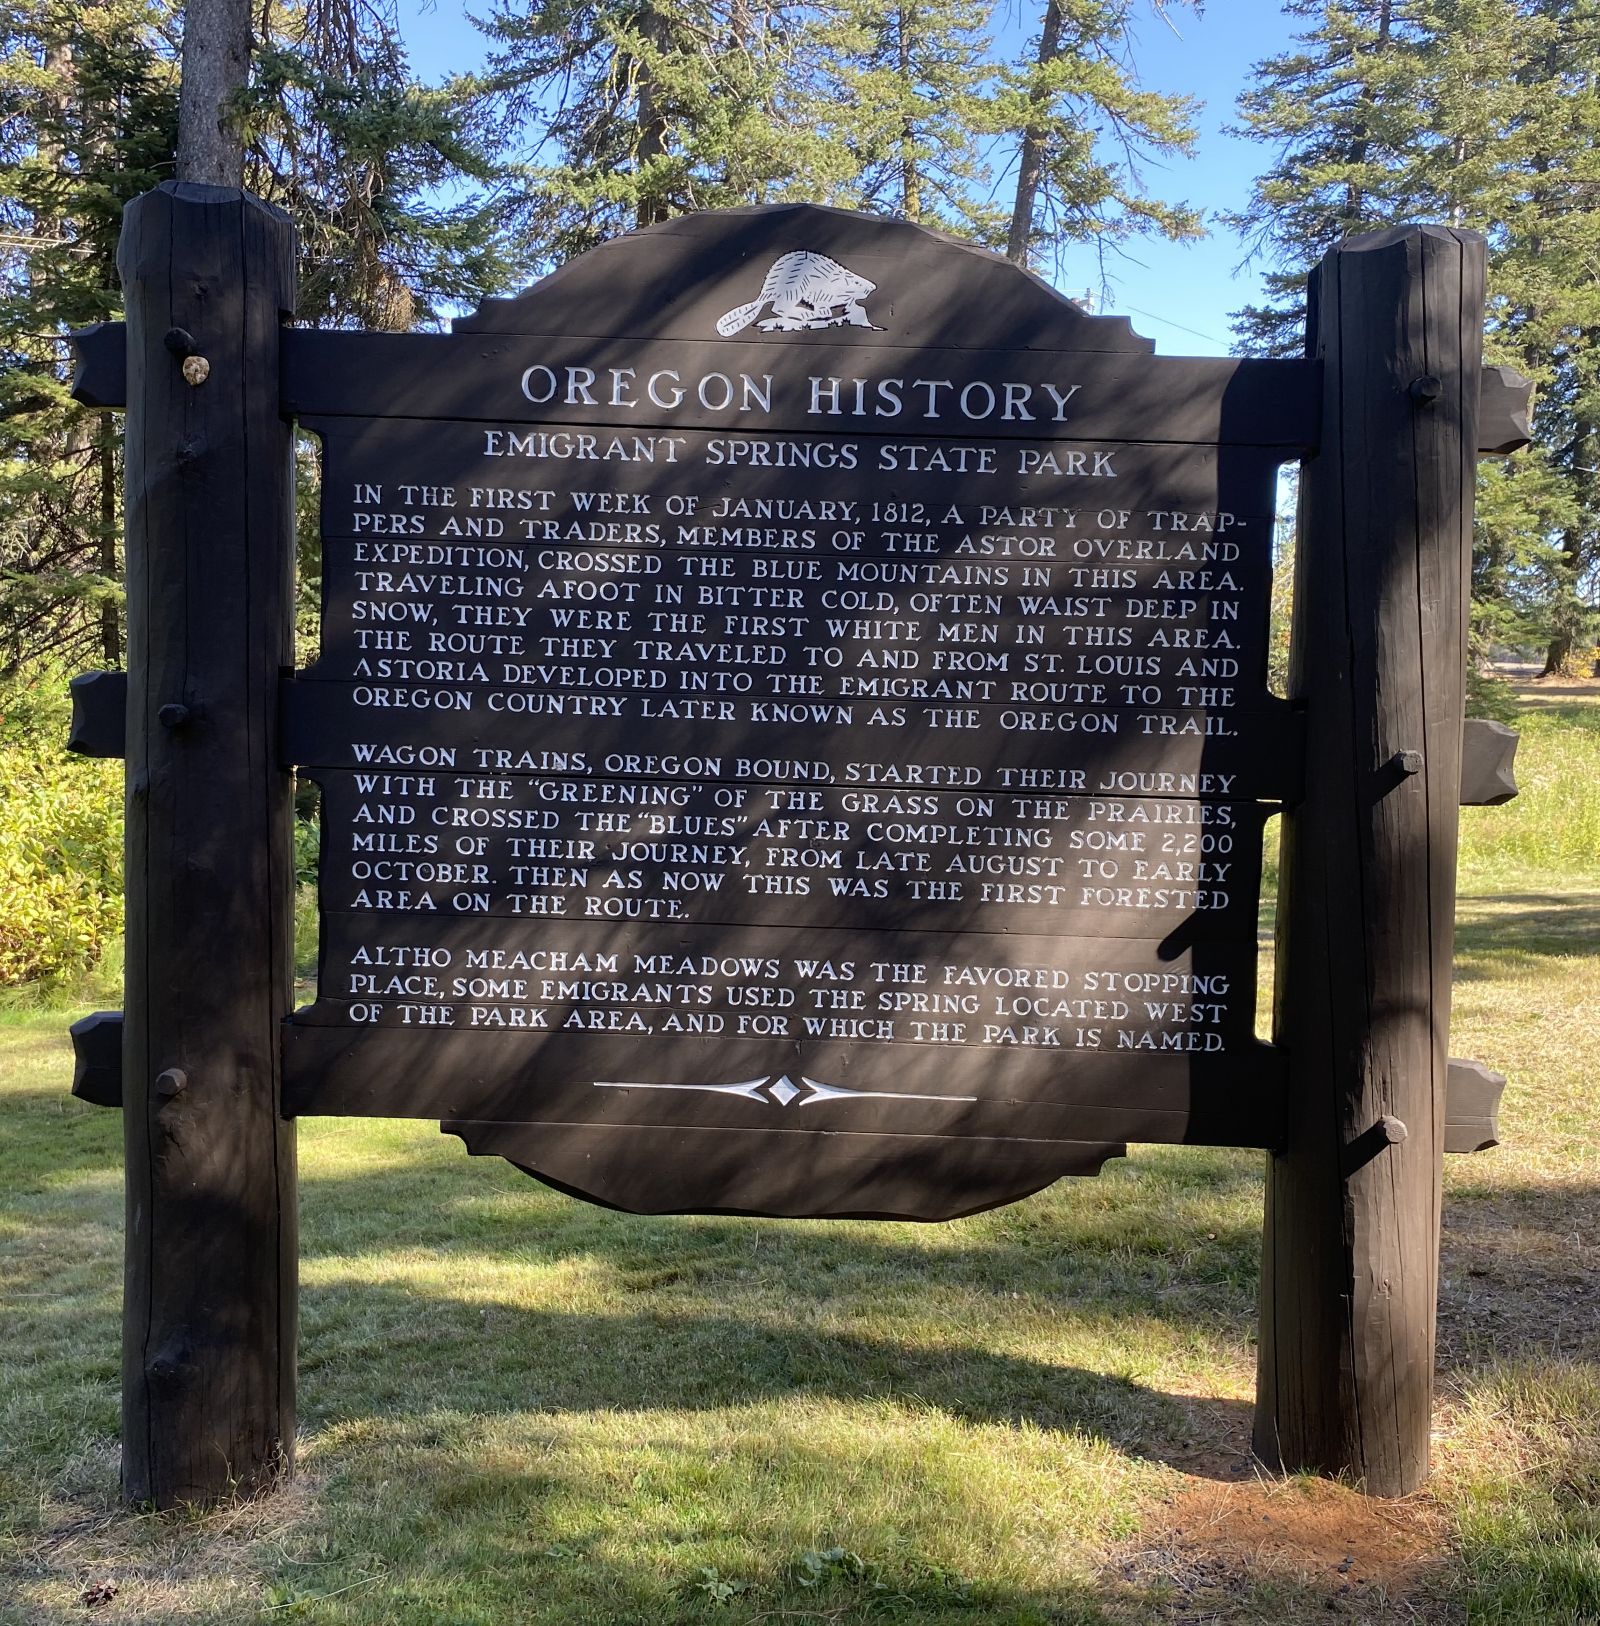 OREGON HISTORY
EMIGRANT SPRINGS STATE PARK
IN THE FIRST WEEK OF JANUARY, 1812, A PARTY OF TRAP-
PERS AND TRADERS, MEMBERS OF THE ASTOR OVERLAND
EXPEDITION, CROSSED THE BLUE MOUNTAINS IN THIS AREA.
TRAVELING AFOOT IN BITTER COLD, OFTEN WAIST DEEP IN
SNOW, THEY WERE THE FIRST WHITE MEN IN THIS AREA.
THE ROUTE THEY TRAVELED TO AND FROM ST. LOUIS AND
ASTORIA DEVELOPED INTO THE EMIGRANT ROUTE TO THE
OREGON COUNTRY LATER KNOWN AS THE OREGON TRAIL.
WAGON TRAINS, OREGON BOUND, STARTED THEIR JOURNEY
WITH THE "GREENING" OF THE GRASS ON THE PRAIRIES,
AND CROSSED THE "BLUES" AFTER COMPLETING SOME 2,200
MILES OF THEIR JOURNEY, FROM LATE AUGUST TO EARLY
OCTOBER. THEN AS NOW THIS WAS THE FIRST FORESTED
AREA ON THE ROUTE.
ALTHO MEACHAM MEADOWS WAS THE FAVORED STOPPING
PLACE, SOME EMIGRANTS USED THE SPRING LOCATED WEST
OF THE PARK AREA, AND FOR WHICH THE PARK IS NAMED.